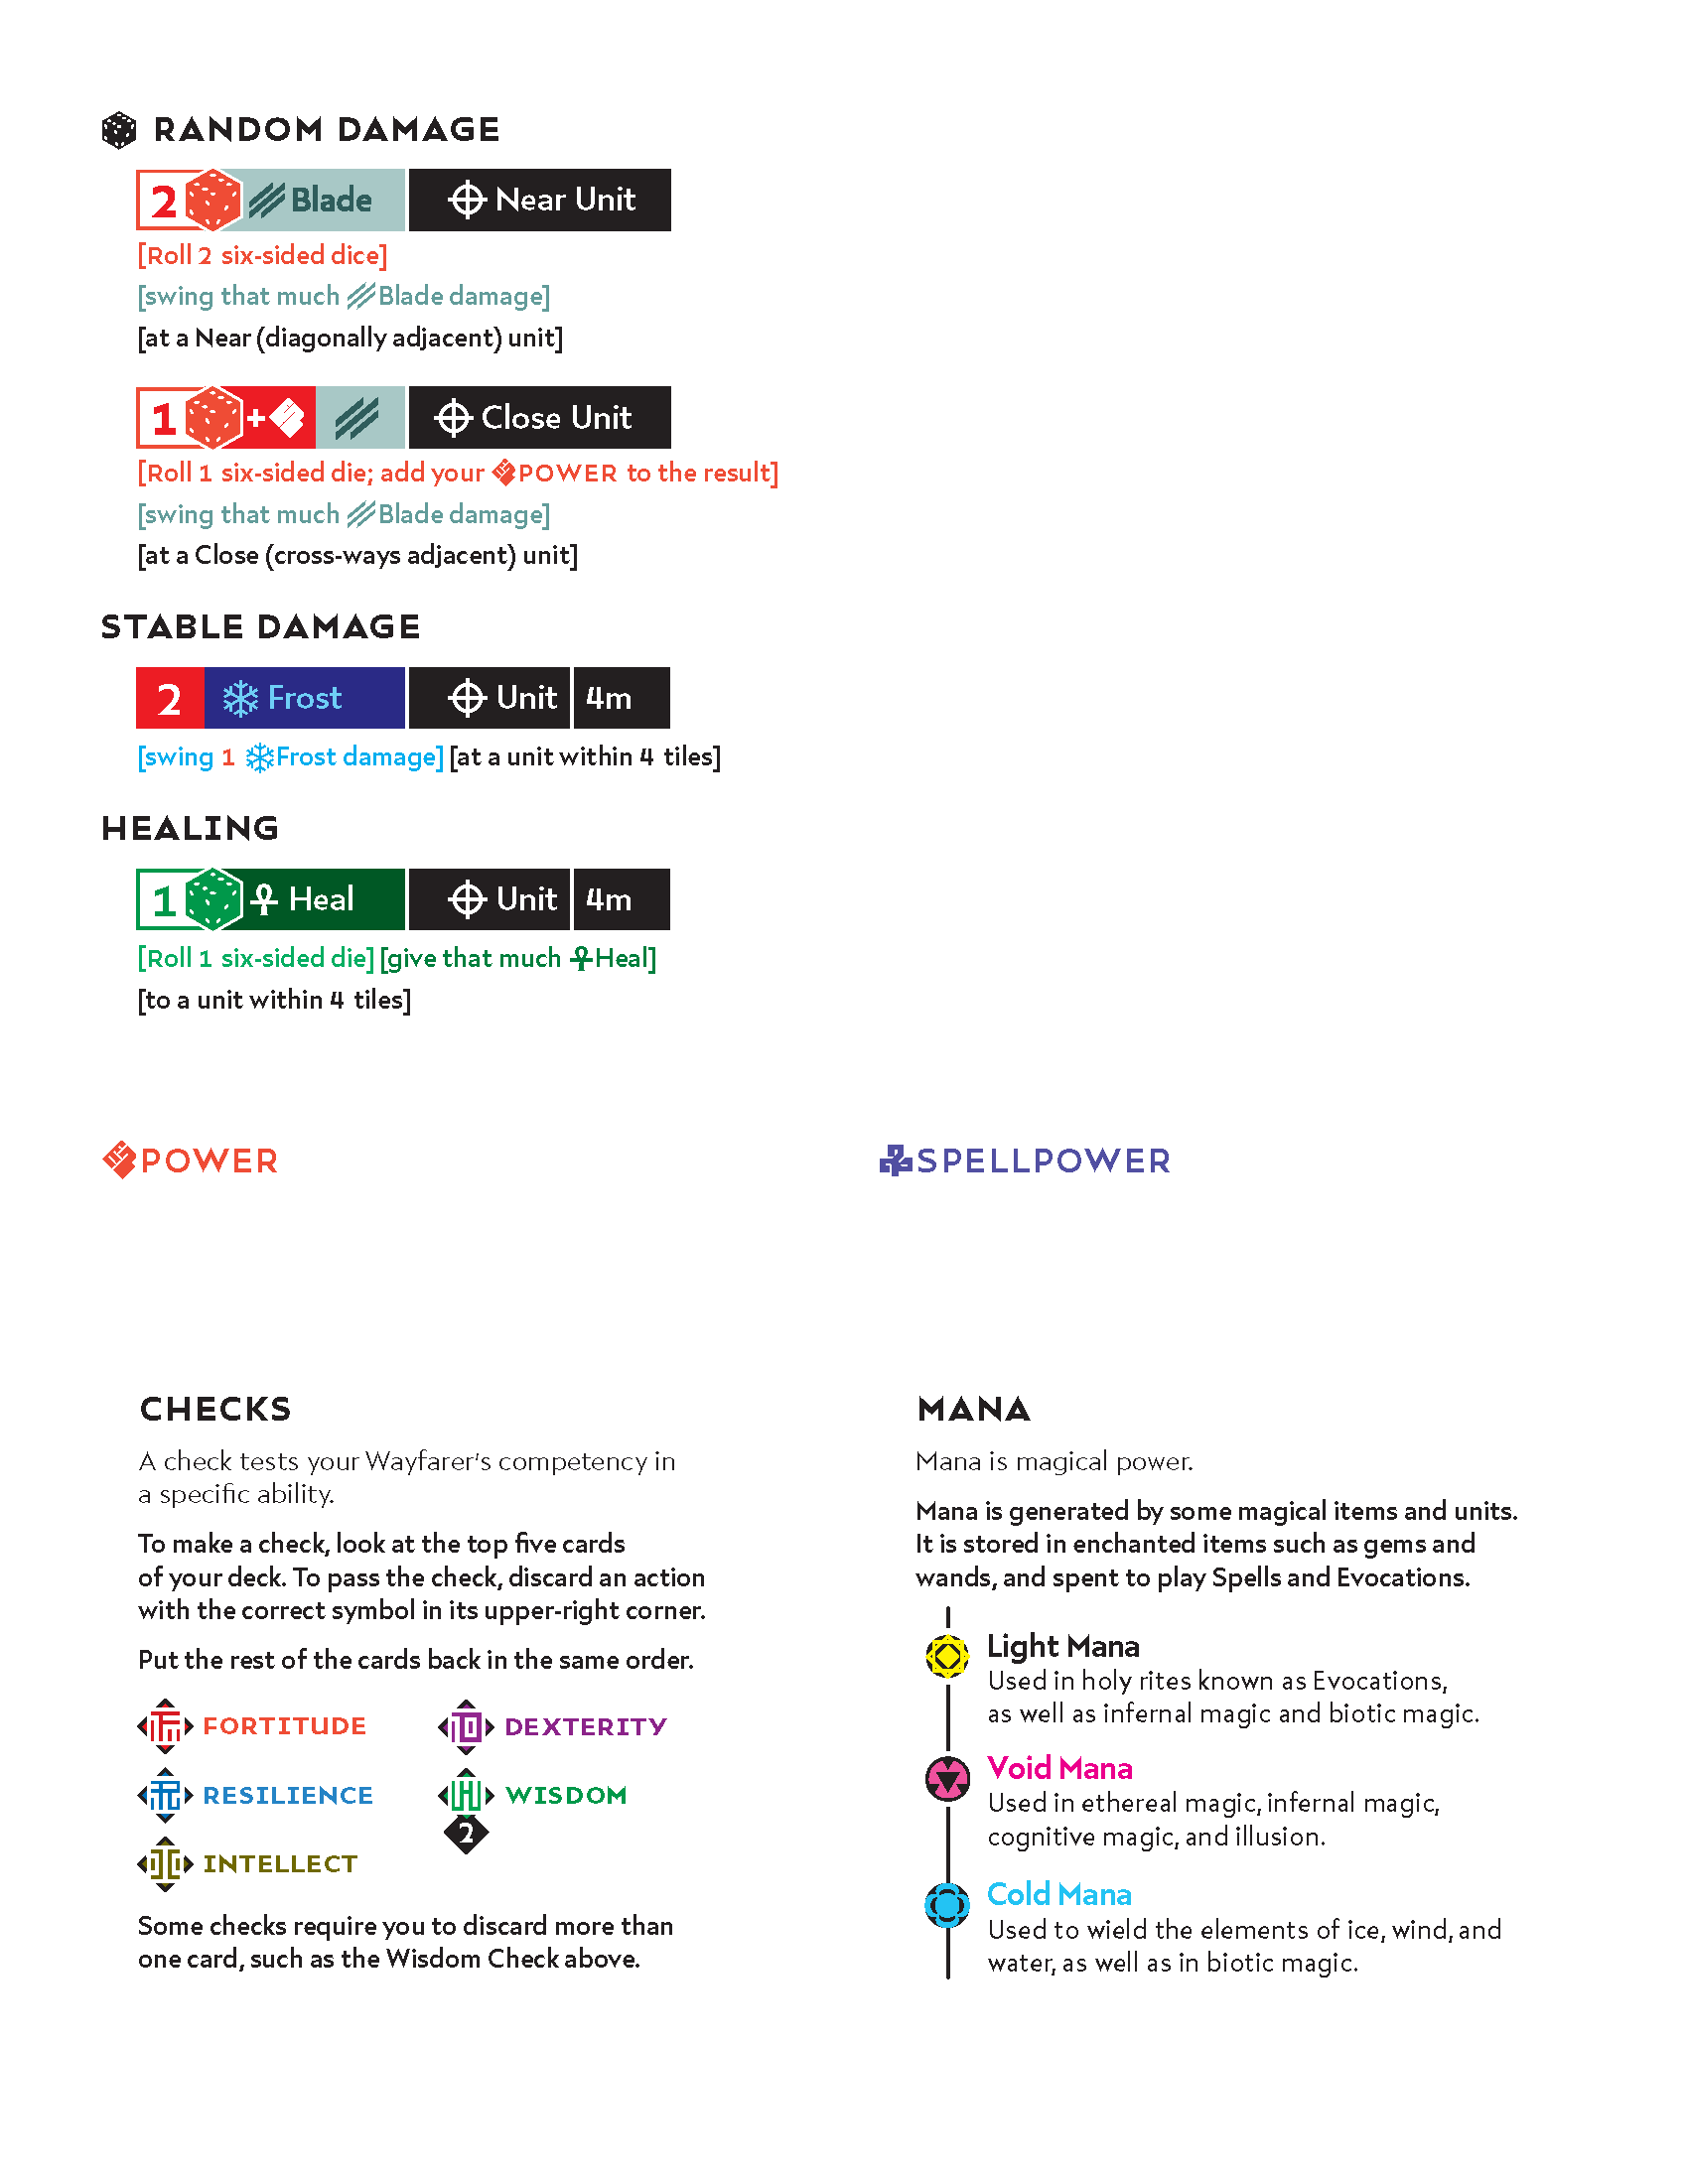 RANDOM DAMAGE
2 Blade Near Unit
[Roll 2 six-sided dice]
[swing that much Blade damage]
[at a Near (diagonally adjacent) unit]
1 + Close Unit
[Roll 1 six-sided die; add your POWER to the result]
[swing that much Blade damage]
[at a Close (cross-ways adjacent) unit]
STABLE DAMAGE
2 Frost Unit 4m
[swing 1 Frost damage] [at a unit within 4 tiles]
HEALING
1 Heal Unit 4m
[Roll 1 six-sided die] [give that much Heal]
[to a unit within 4 tiles]
POWER
SPELLPOWER
CHECKS
A check tests your Wayfarer's competency in
a specific ability.
To make a check, look at the top five cards
of your deck. To pass the check, discard an action
with the correct symbol in its upper-right corner.
Put the rest of the cards back in the same order.
FORTITUDE
DEXTERITY
RESILIENCE
WISDOM
2
INTELLECT
Some checks require you to discard more than
one card, such as the Wisdom Check above.
MANA
Mana is magical power.
Mana is generated by some magical items and units.
It is stored in enchanted items such as gems and
wands, and spent to play Spells and Evocations.
Light Mana
Used in holy rites known as Evocations,
as well as infernal magic and biotic magic.
Void Mana
Used in ethereal magic, infernal magic,
cognitive magic, and illusion.
Cold Mana
Used to wield the elements of ice, wind, and
water, as well as in biotic magic.